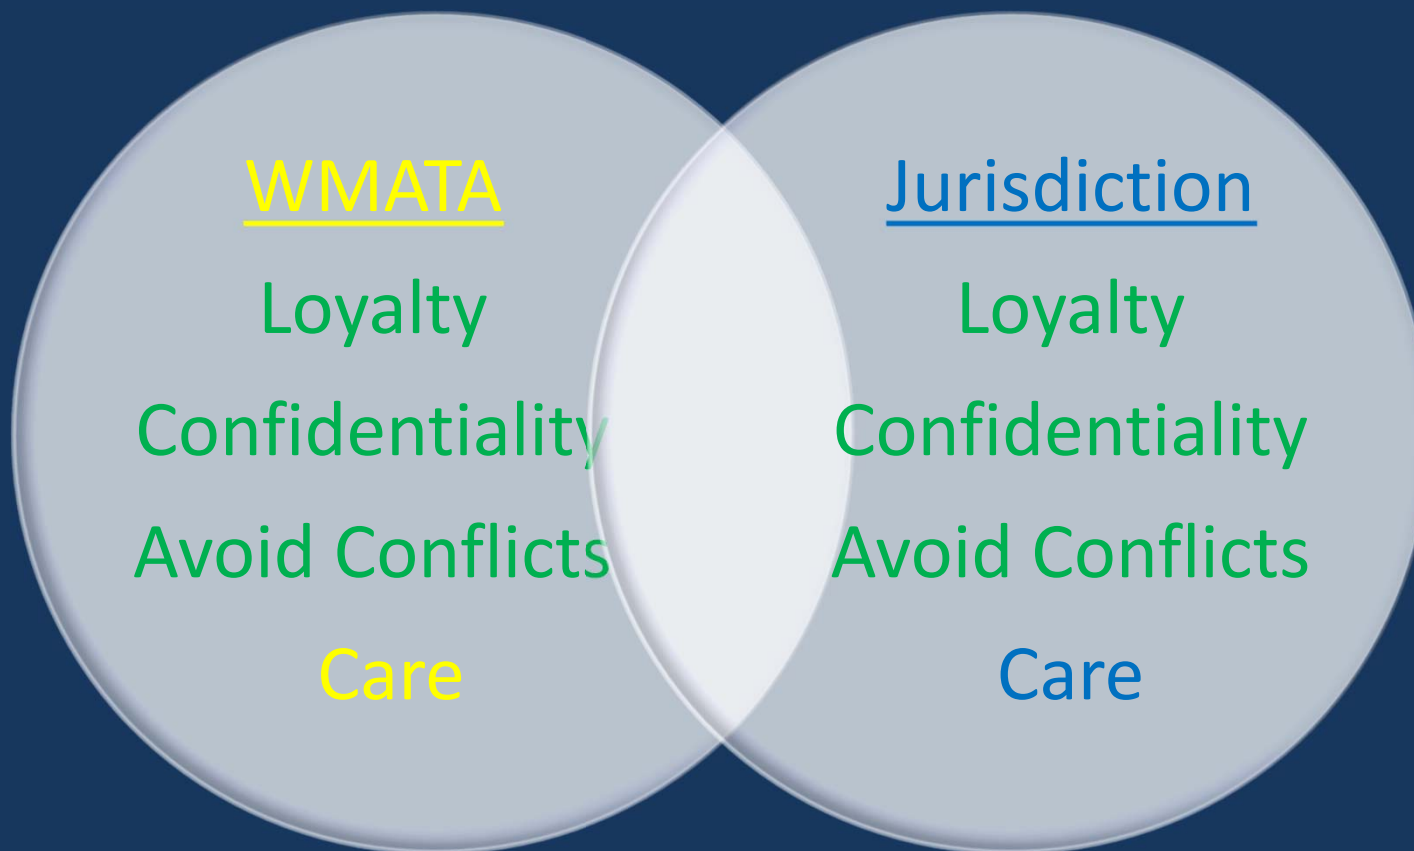 WMATA
Loyalty
Confidentiality
Avoid Conflicts
Care
Jurisdiction
Loyalty
Confidentiality
Avoid Conflicts
Care